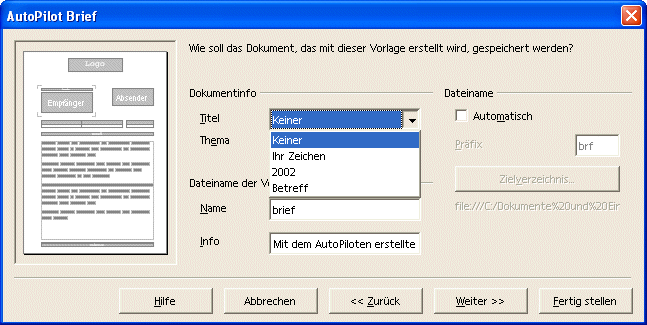 AutoPilot Brief
Wie soll das Dokument, das mit dieser Vorlage erstellt wird, gespeichert werden?
Logo
Empfänger
Absender
Dokumentinfo
Titel
Keiner
Thema
Keiner
Ihr Zeichen
2002
Betreff
Dateiname der V
Name
brief
Info
Mit dem AutoPiloten erstellte
Dateiname
Automatisch
Präfix
brf
Zielverzeichnis...
file:///C:/Dokumente%20und%20Ein
Hilfe
Abbrechen
<< Zurück
Weiter >>
Fertig stellen